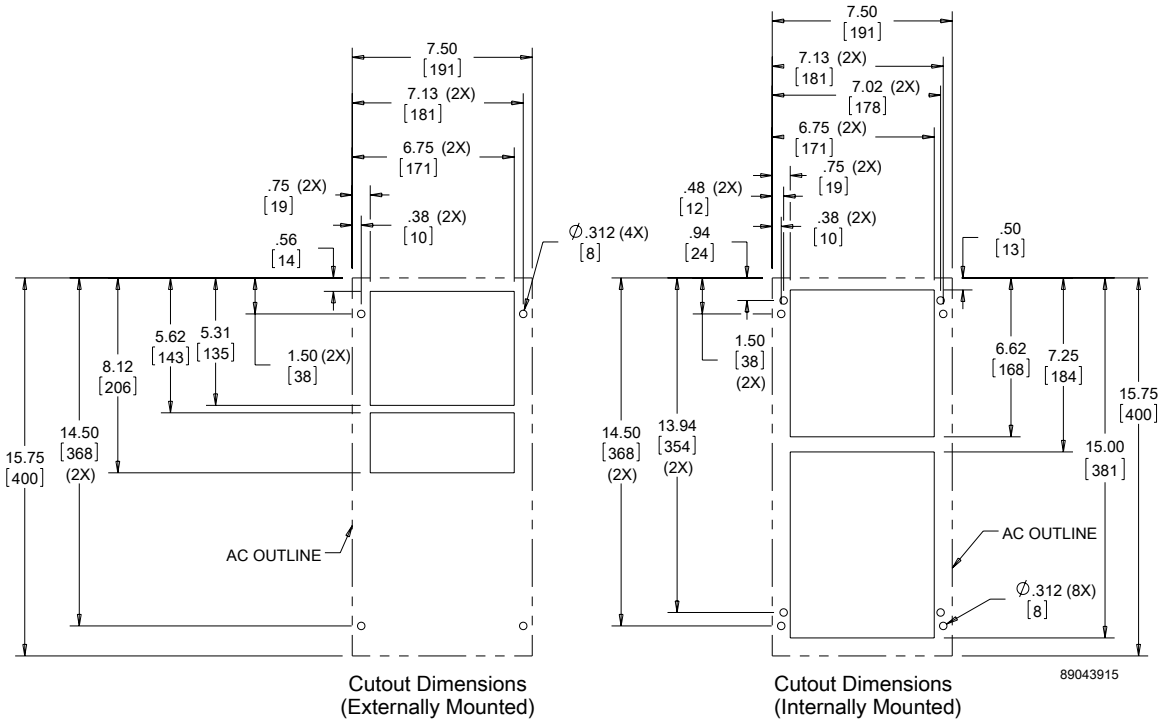 7.50
[191]
7.13 (2X)
[181]
6.75 (2X)
[171]
.75 (2X)
[19]
.38 (2X)
[10]
.56
[14]
Ø.312 (4X)
[8]
5.31
[135]
5.62
[143]
8.12
[206]
1.50 (2X)
[38]
14.50
[368]
(2X)
15.75
[400]
AC OUTLINE
Cutout Dimensions
(Externally Mounted)
7.50
[191]
7.13 (2X)
[181]
7.02 (2X)
[178]
6.75 (2X)
[171]
.75 (2X)
[19]
.48 (2X)
[12]
.38 (2X)
[10]
.94
[24]
.50
[13]
1.50
[38]
(2X)
6.62
[168]
7.25
[184]
15.75
[400]
14.50
[368]
(2X)
13.94
[354]
(2X)
15.00
[381]
AC OUTLINE
Ø.312 (8X)
[8]
89043915
Cutout Dimensions
(Internally Mounted)